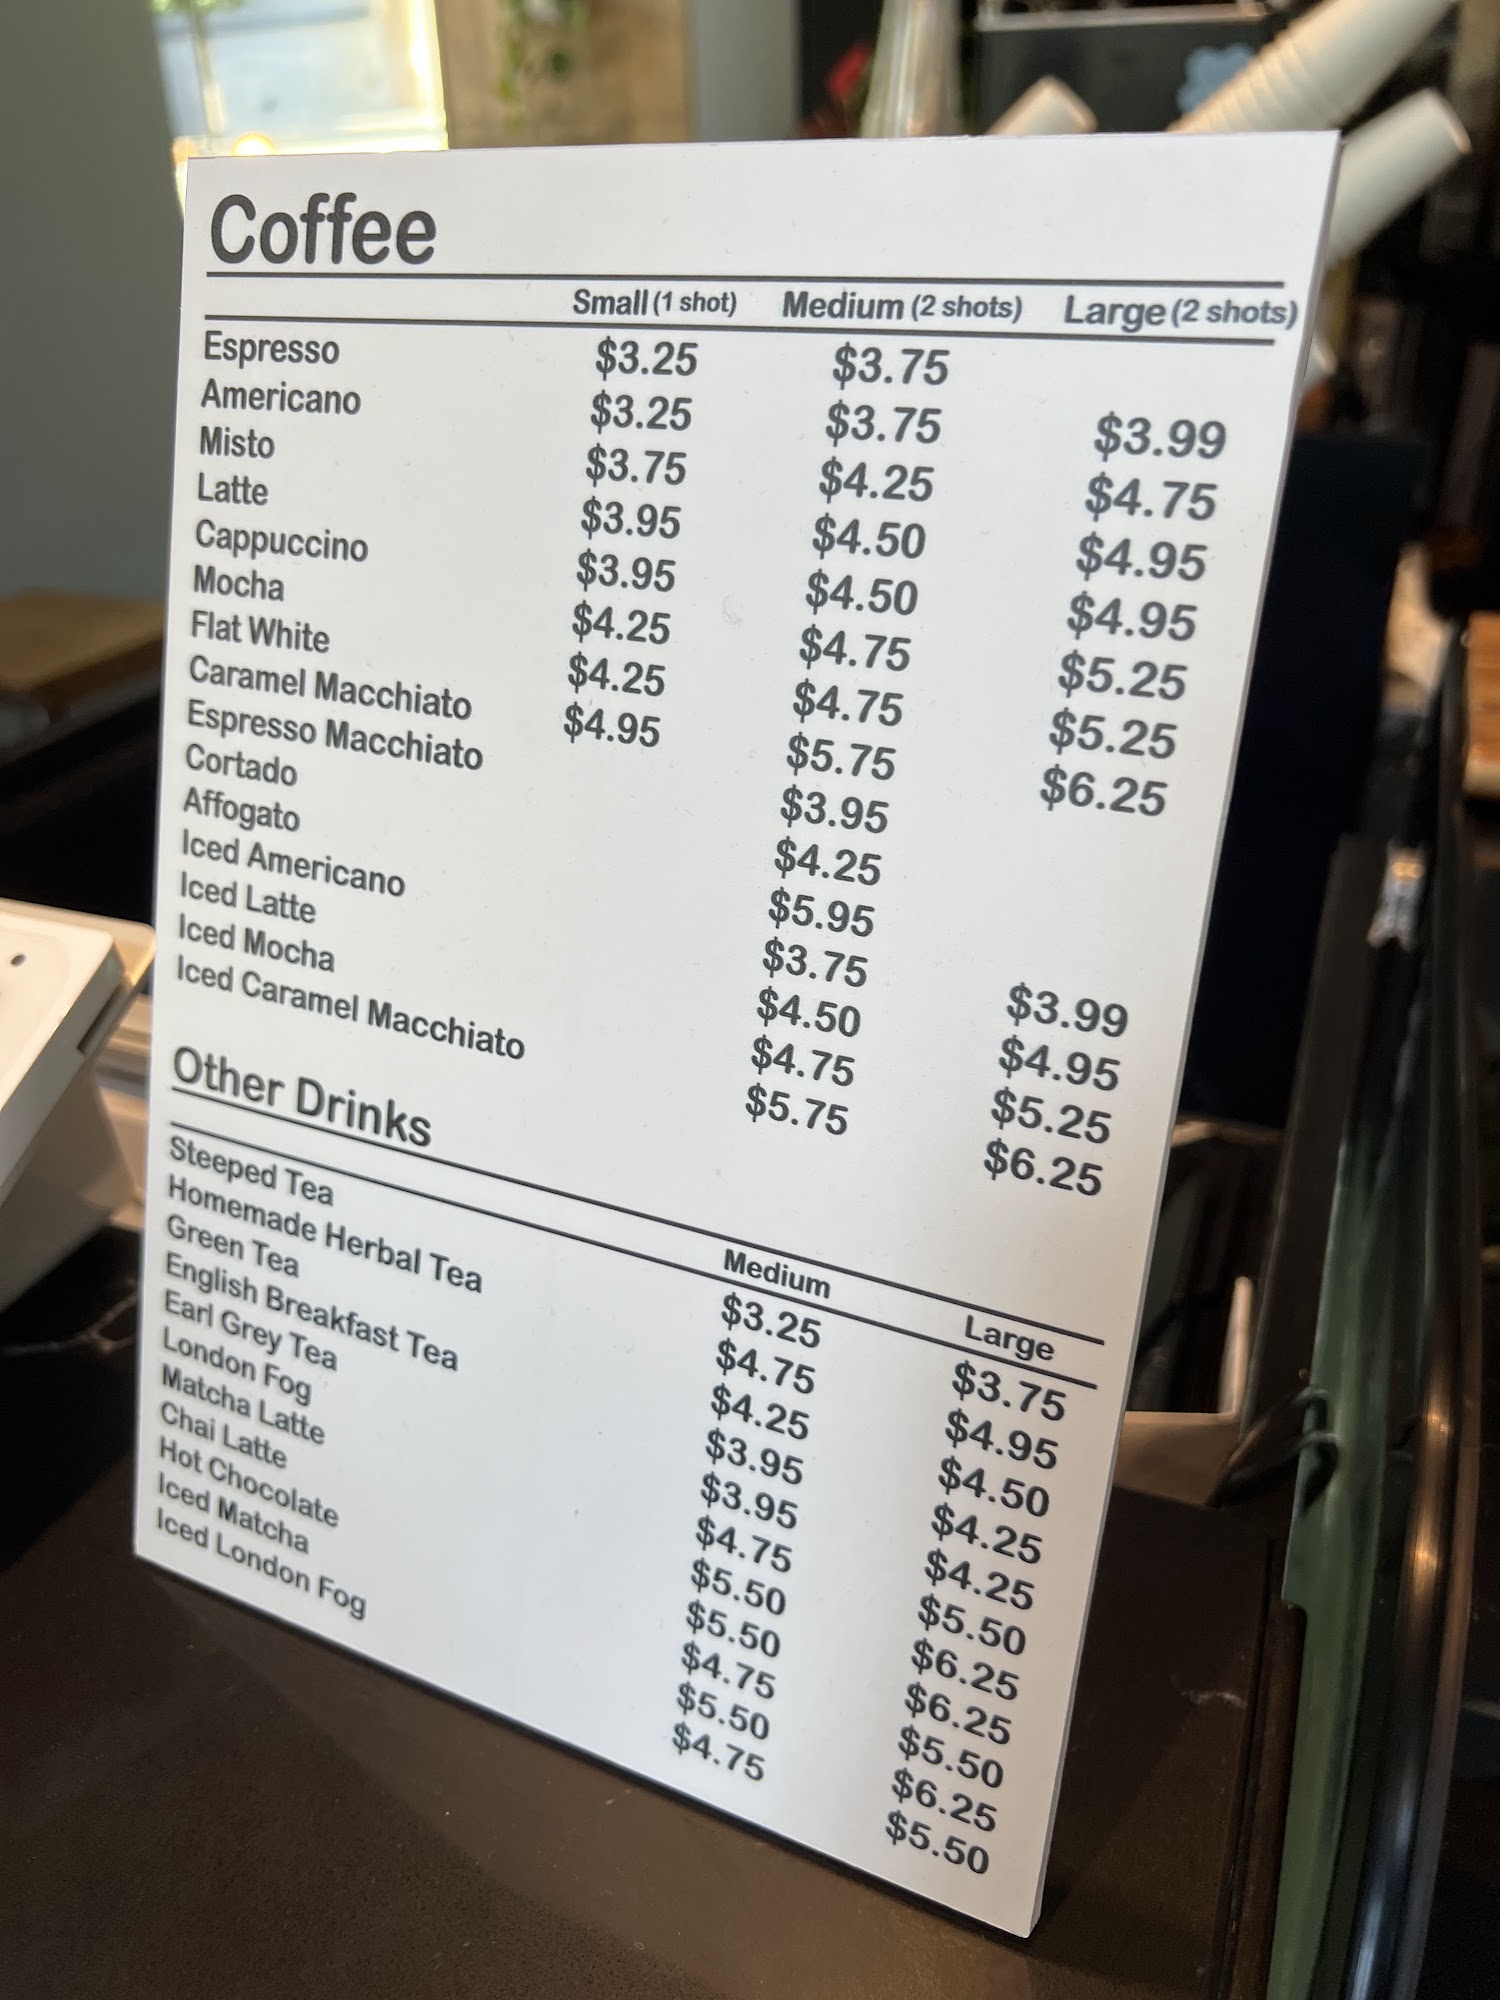 Coffee
Small (1 shot) Medium (2 shots) Large (2 shots)
Espresso $3.25 $3.75
Americano $3.25 $3.75 $3.99
Misto $3.75 $4.25 $4.75
Latte $3.95 $4.50 $4.95
Cappuccino $3.95 $4.50 $4.95
Mocha $4.25 $4.75 $5.25
Flat White $4.25 $4.75 $5.25
Caramel Macchiato $4.95 $5.75 $6.25
Espresso Macchiato $3.95
Cortado $4.25
Affogato $5.95
Iced Americano $3.75 $3.99
Iced Latte $4.50 $4.95
Iced Mocha $4.75 $5.25
Iced Caramel Macchiato $5.75 $6.25
Other Drinks
Medium Large
Steeped Tea $3.25 $3.75
Homemade Herbal Tea $4.75 $4.95
Green Tea $4.25 $4.50
English Breakfast Tea $3.95 $4.25
Earl Grey Tea $3.95 $4.25
London Fog $4.75 $5.50
Matcha Latte $5.50 $6.25
Chai Latte $5.50 $6.25
Hot Chocolate $4.75 $5.50
Iced Matcha $5.50 $6.25
Iced London Fog $4.75 $5.50